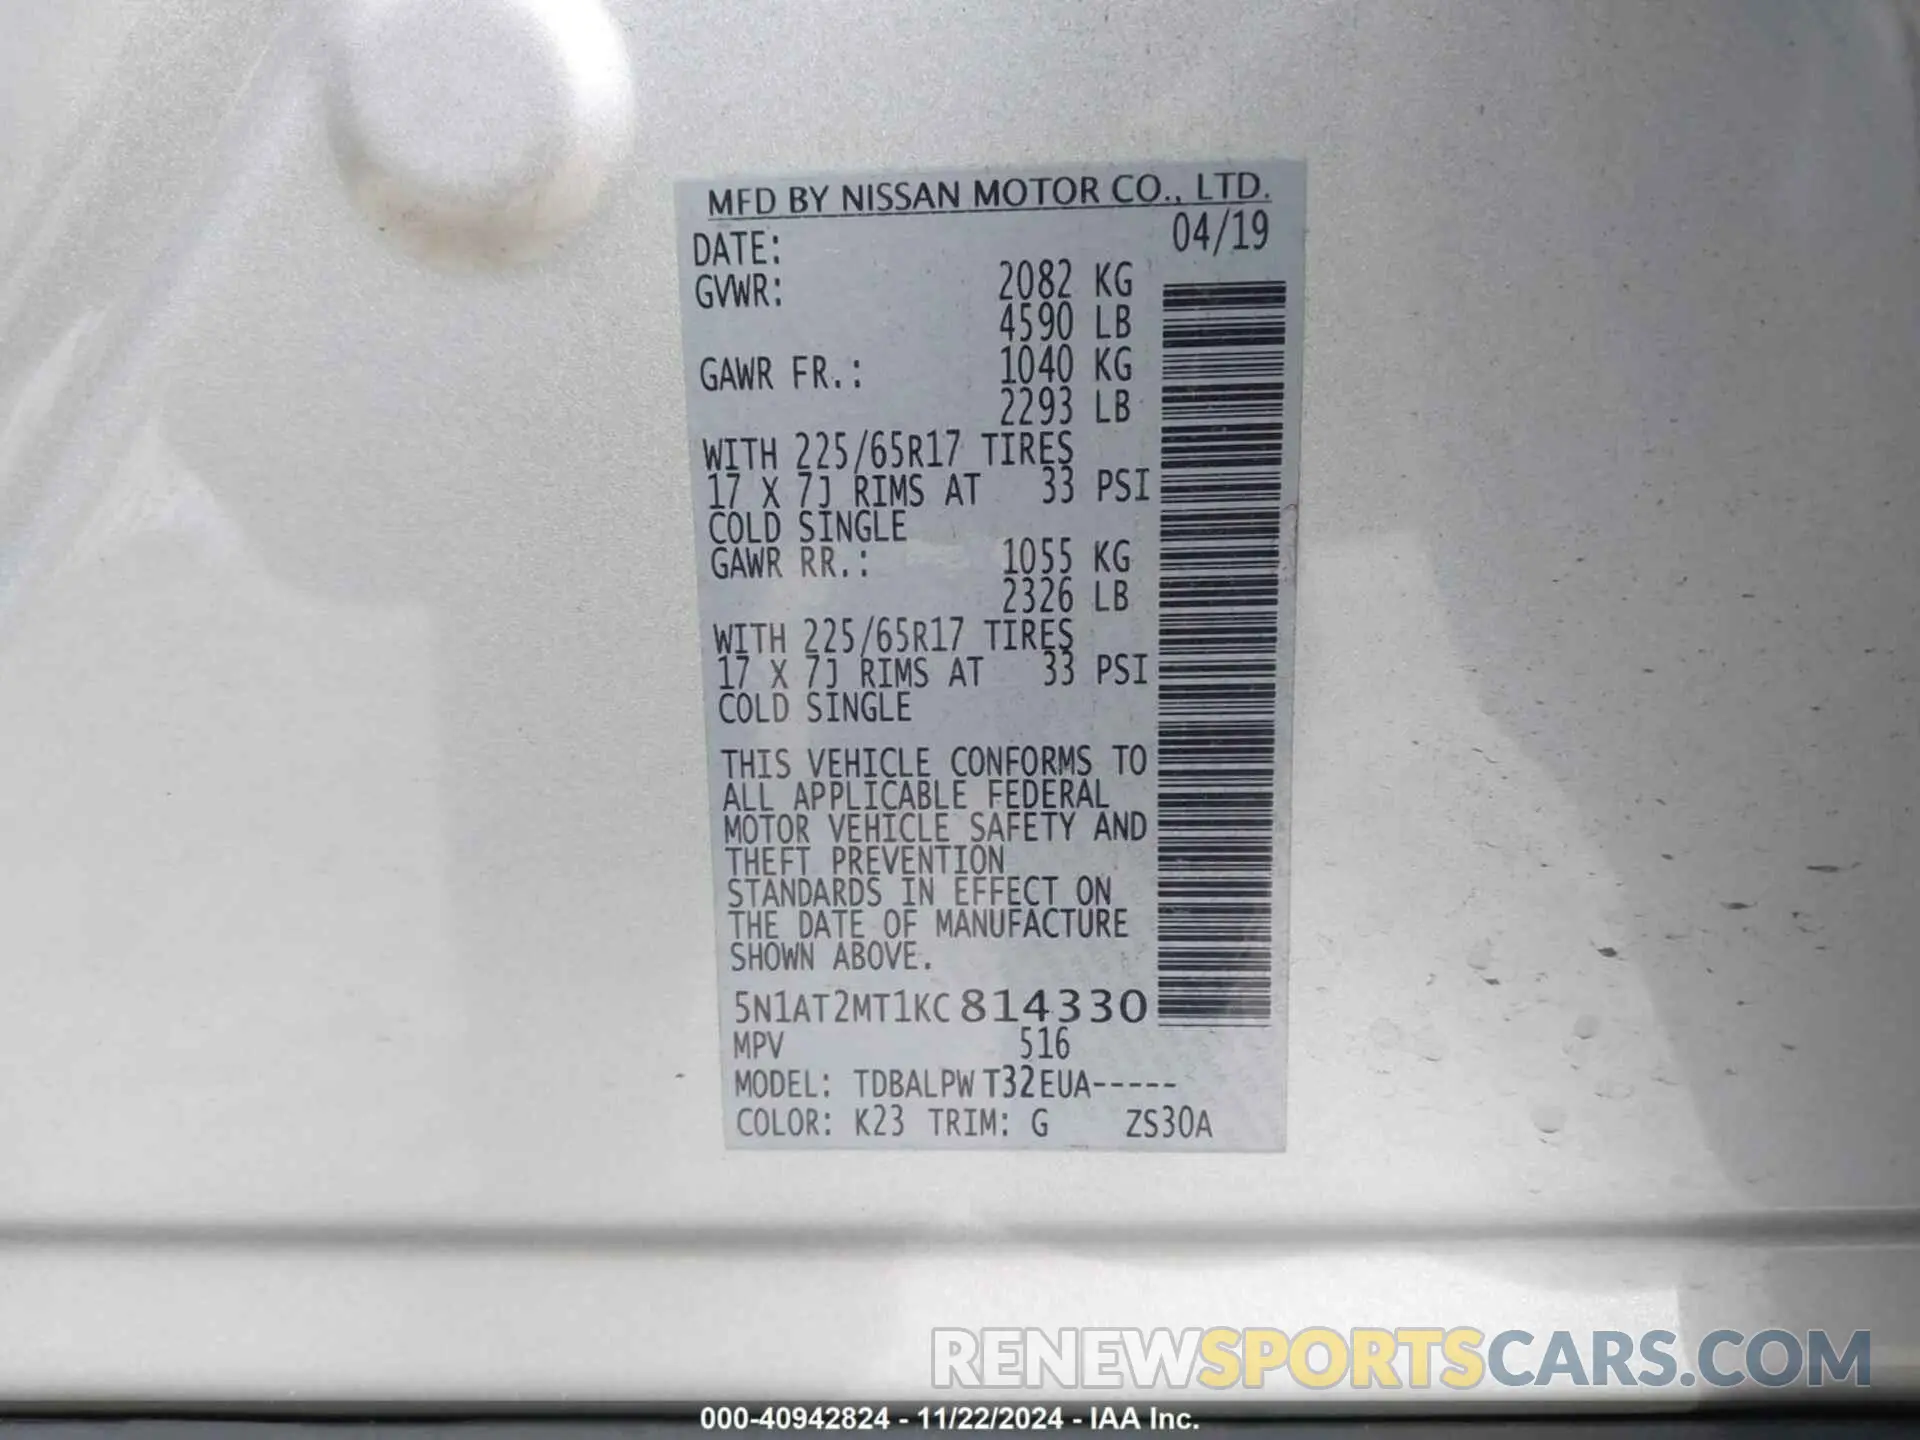 MFD BY NISSAN MOTOR CO., LTD.
DATE: 04/19
GVWR: 2082 KG
4590 LB
GAWR FR.: 1040 KG
2293 LB
WITH 225/65R17 TIRES
17 X 7J RIMS AT 33 PSI
COLD SINGLE
GAWR RR.: 1055 KG
2326 LB
WITH 225/65R17 TIRES
17 X 7J RIMS AT 33 PSI
COLD SINGLE
THIS VEHICLE CONFORMS TO
ALL APPLICABLE FEDERAL
MOTOR VEHICLE SAFETY AND
THEFT PREVENTION
STANDARDS IN EFFECT ON
THE DATE OF MANUFACTURE
SHOWN ABOVE.
5N1AT2MT1KC814330
MPV 516
MODEL: TDBALPW T32EUA-----
COLOR: K23 TRIM: G ZS30A
RENEWSPORTSCARS.COM
000-40942824 - 11/22/2024 - IAA Inc.